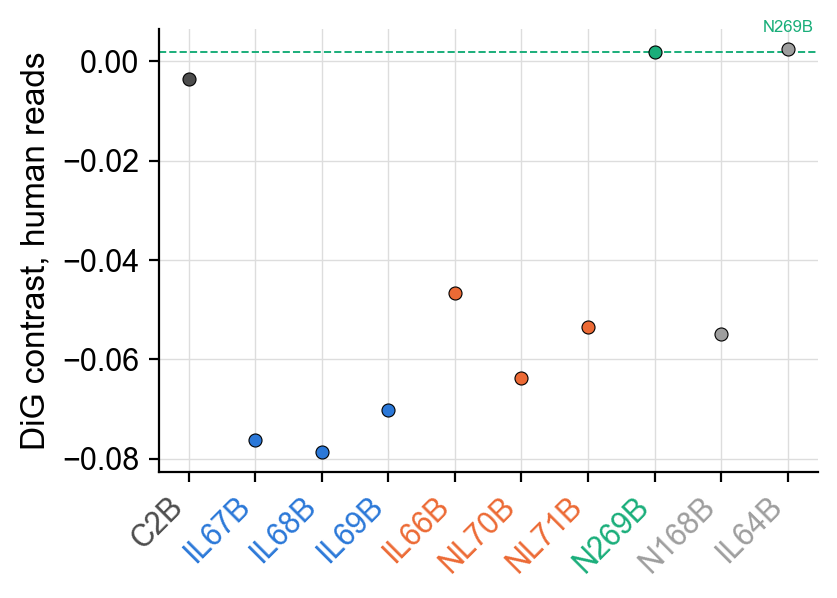 N269B
DiG contrast, human reads
0.00
−0.02
−0.04
−0.06
−0.08
C2B
IL67B
IL68B
IL69B
IL66B
NL70B
NL71B
N269B
N168B
IL64B